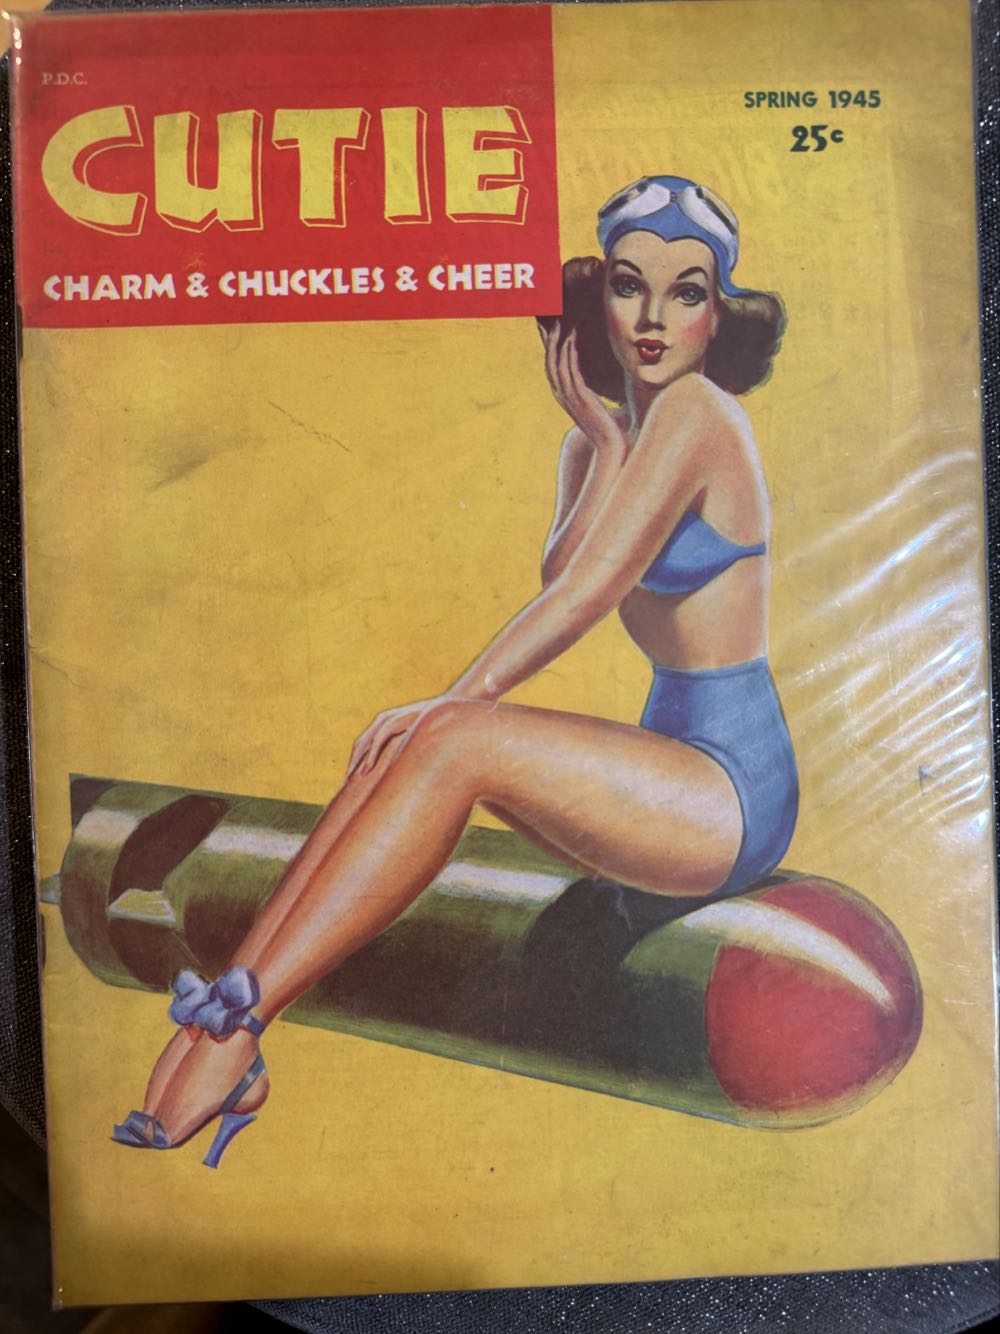 P.D.C.
CUTIE
CHARM & CHUCKLES & CHEER
SPRING 1945
25c